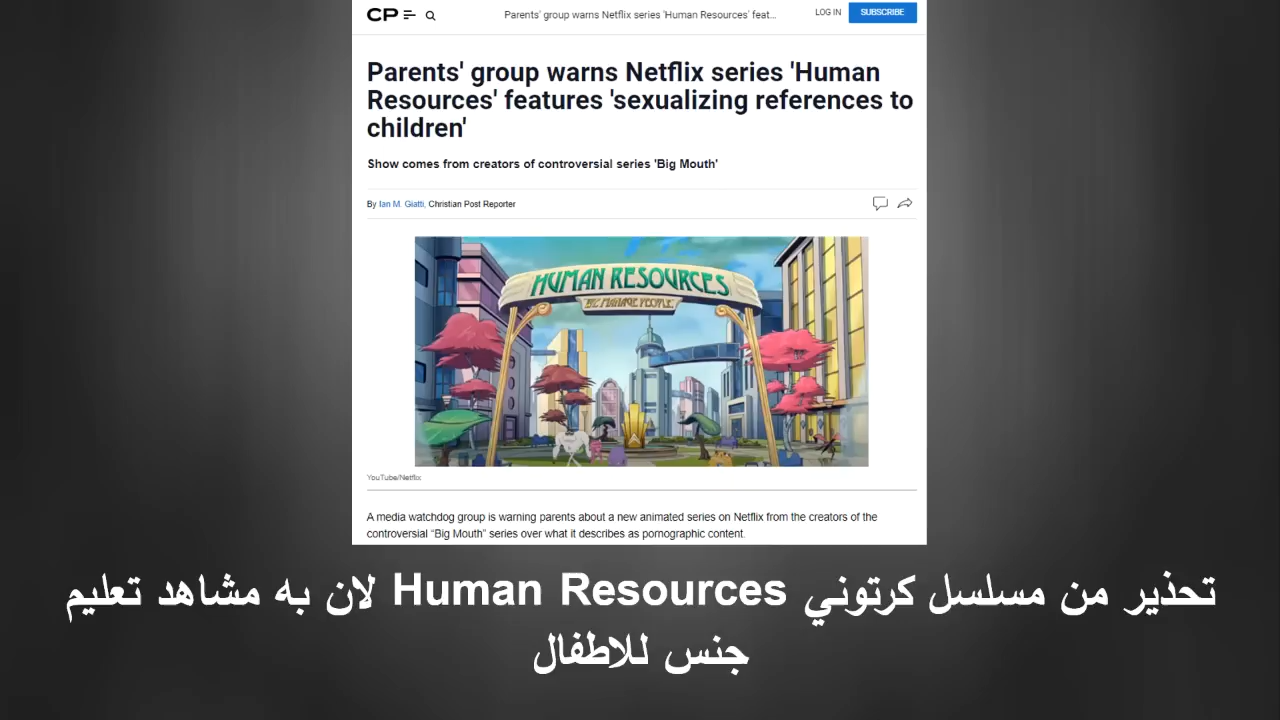 CP
Parents' group warns Netflix series 'Human Resources' feat...
LOG IN
SUBSCRIBE
Parents' group warns Netflix series 'Human
Resources' features 'sexualizing references to
children'
Show comes from creators of controversial series 'Big Mouth'
By Ian M. Giatti, Christian Post Reporter
HUMAN RESOURCES
WE MANAGE PEOPLE
YouTube/Netflix
A media watchdog group is warning parents about a new animated series on Netflix from the creators of the
controversial “Big Mouth” series over what it describes as pornographic content.
تحذير من مسلسل كرتوني Human Resources لان به مشاهد تعليم
جنس للاطفال